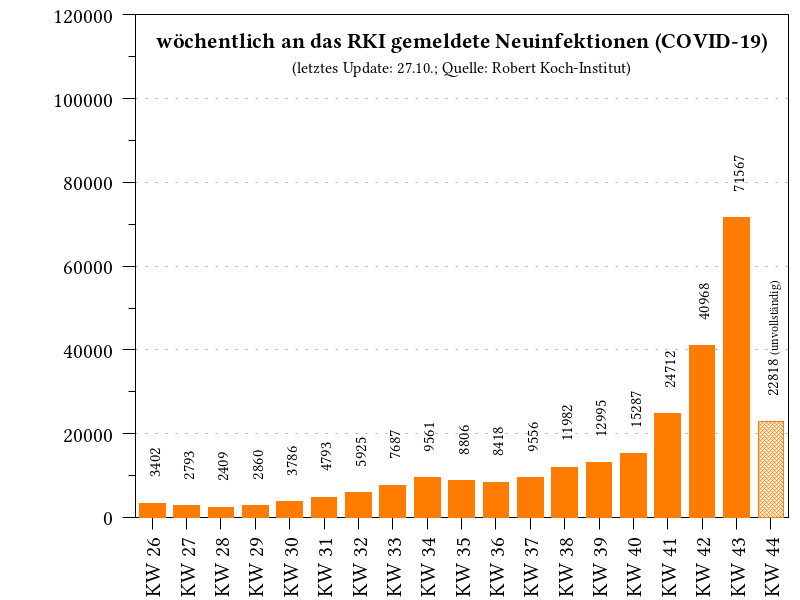 wöchentlich an das RKI gemeldete Neuinfektionen (COVID-19)
(letztes Update: 27.10.; Quelle: Robert Koch-Institut)
120000
100000
80000
60000
40000
20000
0
3402
2793
2409
2860
3786
4793
5925
7687
9561
8806
8418
9556
11982
12995
15287
24712
40968
71567
22818 (unvollständig)
KW 26
KW 27
KW 28
KW 29
KW 30
KW 31
KW 32
KW 33
KW 34
KW 35
KW 36
KW 37
KW 38
KW 39
KW 40
KW 41
KW 42
KW 43
KW 44